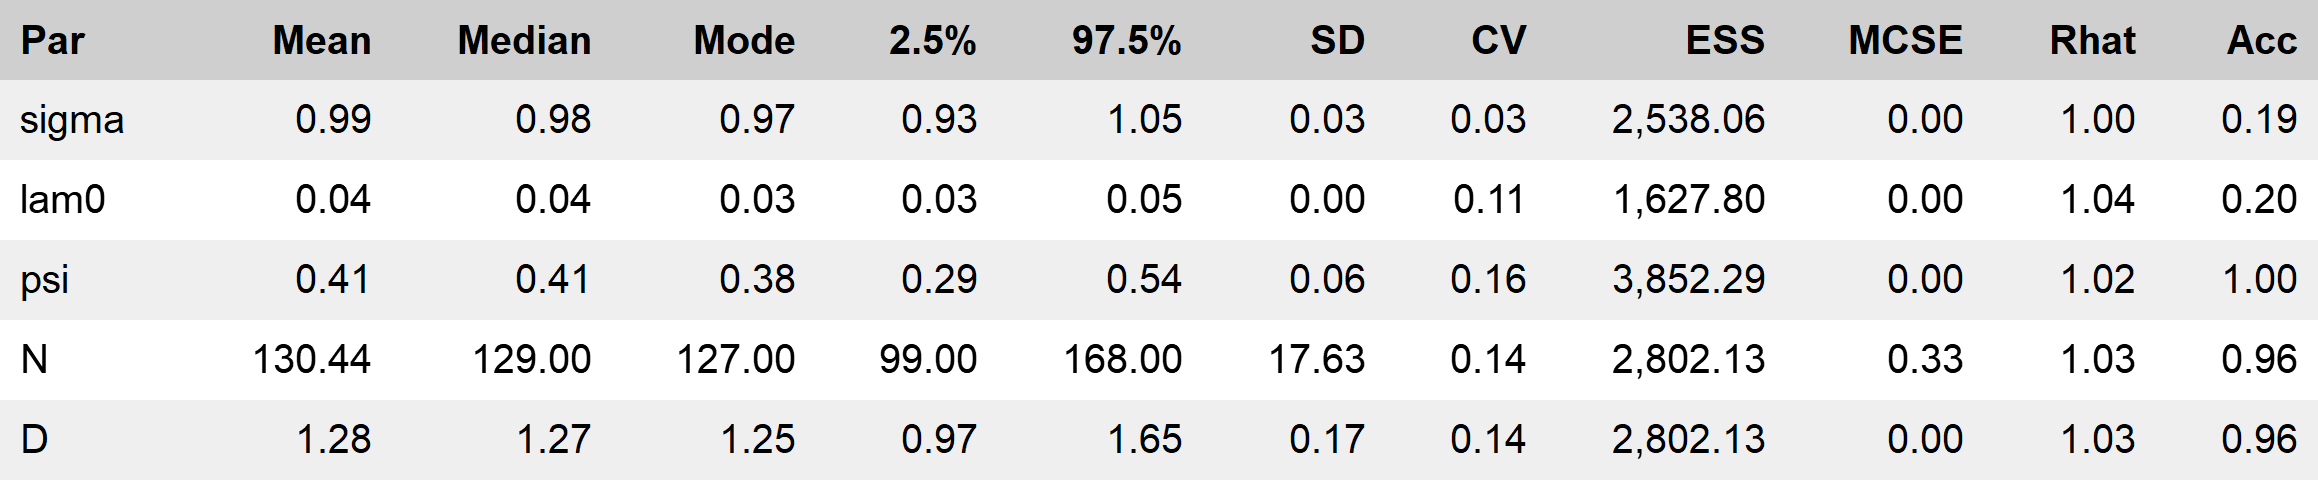 Par Mean Median Mode 2.5% 97.5% SD CV ESS MCSE Rhat Acc
sigma 0.99 0.98 0.97 0.93 1.05 0.03 0.03 2,538.06 0.00 1.00 0.19
lam0 0.04 0.04 0.03 0.03 0.05 0.00 0.11 1,627.80 0.00 1.04 0.20
psi 0.41 0.41 0.38 0.29 0.54 0.06 0.16 3,852.29 0.00 1.02 1.00
N 130.44 129.00 127.00 99.00 168.00 17.63 0.14 2,802.13 0.33 1.03 0.96
D 1.28 1.27 1.25 0.97 1.65 0.17 0.14 2,802.13 0.00 1.03 0.96